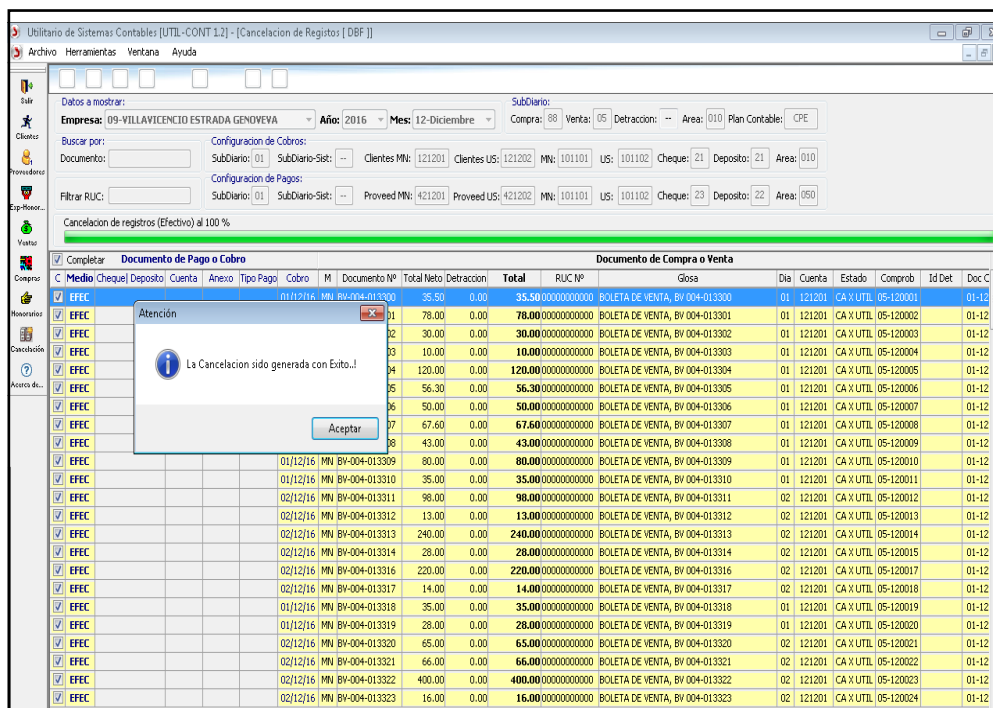 Utilitario de Sistemas Contables [UTIL-CONT 1.2] - [Cancelacion de Registos [ DBF ]]
Archivo Herramientas Ventana Ayuda
Salir
Clientes
Proveedores
Exp-Honor...
Ventas
Compras
Honorarios
Cancelación
Acerca de...
Datos a mostrar:
Empresa: 09-VILLAVICENCIO ESTRADA GENOVEVA Año: 2016 Mes: 12-Diciembre
SubDiario:
Compra: 88 Venta: 05 Detraccion: -- Area: 010 Plan Contable: CPE
Buscar por:
Documento:
Filtrar RUC:
Configuracion de Cobros:
SubDiario: 01 SubDiario-Sist: -- Clientes MN: 121201 Clientes US: 121202 MN: 101101 US: 101102 Cheque: 21 Deposito: 21 Area: 010
Configuracion de Pagos:
SubDiario: 01 SubDiario-Sist: -- Proveed MN: 421201 Proveed US: 421202 MN: 101101 US: 101102 Cheque: 23 Deposito: 22 Area: 050
Cancelacion de registros (Efectivo) al 100 %
Completar Documento de Pago o Cobro Documento de Compra o Venta
C Medio Cheque Deposito Cuenta Anexo Tipo Pago Cobro M Documento Nº Total Neto Detraccion Total RUC Nº Glosa Dia Cuenta Estado Comprob Id Det Doc C
EFEC 01/12/16 MN BV-004-013300 35.50 0.00 35.50 00000000000 BOLETA DE VENTA, BV 004-013300 01 121201 CA X UTIL 05-120001 01-12
EFEC 01 78.00 0.00 78.00 00000000000 BOLETA DE VENTA, BV 004-013301 01 121201 CA X UTIL 05-120002 01-12
EFEC 02 30.00 0.00 30.00 00000000000 BOLETA DE VENTA, BV 004-013302 01 121201 CA X UTIL 05-120003 01-12
EFEC 03 10.00 0.00 10.00 00000000000 BOLETA DE VENTA, BV 004-013303 01 121201 CA X UTIL 05-120004 01-12
EFEC 04 120.00 0.00 120.00 00000000000 BOLETA DE VENTA, BV 004-013304 01 121201 CA X UTIL 05-120005 01-12
EFEC 05 56.30 0.00 56.30 00000000000 BOLETA DE VENTA, BV 004-013305 01 121201 CA X UTIL 05-120006 01-12
EFEC 06 50.00 0.00 50.00 00000000000 BOLETA DE VENTA, BV 004-013306 01 121201 CA X UTIL 05-120007 01-12
EFEC 07 67.60 0.00 67.60 00000000000 BOLETA DE VENTA, BV 004-013307 01 121201 CA X UTIL 05-120008 01-12
EFEC 08 43.00 0.00 43.00 00000000000 BOLETA DE VENTA, BV 004-013308 01 121201 CA X UTIL 05-120009 01-12
EFEC 01/12/16 MN BV-004-013309 80.00 0.00 80.00 00000000000 BOLETA DE VENTA, BV 004-013309 01 121201 CA X UTIL 05-120010 01-12
EFEC 01/12/16 MN BV-004-013310 35.00 0.00 35.00 00000000000 BOLETA DE VENTA, BV 004-013310 01 121201 CA X UTIL 05-120011 01-12
EFEC 02/12/16 MN BV-004-013311 98.00 0.00 98.00 00000000000 BOLETA DE VENTA, BV 004-013311 02 121201 CA X UTIL 05-120012 01-12
EFEC 02/12/16 MN BV-004-013312 13.00 0.00 13.00 00000000000 BOLETA DE VENTA, BV 004-013312 02 121201 CA X UTIL 05-120013 01-12
EFEC 02/12/16 MN BV-004-013313 240.00 0.00 240.00 00000000000 BOLETA DE VENTA, BV 004-013313 02 121201 CA X UTIL 05-120014 01-12
EFEC 02/12/16 MN BV-004-013314 28.00 0.00 28.00 00000000000 BOLETA DE VENTA, BV 004-013314 02 121201 CA X UTIL 05-120015 01-12
EFEC 02/12/16 MN BV-004-013316 220.00 0.00 220.00 00000000000 BOLETA DE VENTA, BV 004-013316 02 121201 CA X UTIL 05-120017 01-12
EFEC 02/12/16 MN BV-004-013317 14.00 0.00 14.00 00000000000 BOLETA DE VENTA, BV 004-013317 02 121201 CA X UTIL 05-120018 01-12
EFEC 01/12/16 MN BV-004-013318 35.00 0.00 35.00 00000000000 BOLETA DE VENTA, BV 004-013318 01 121201 CA X UTIL 05-120019 01-12
EFEC 01/12/16 MN BV-004-013319 28.00 0.00 28.00 00000000000 BOLETA DE VENTA, BV 004-013319 01 121201 CA X UTIL 05-120020 01-12
EFEC 02/12/16 MN BV-004-013320 65.00 0.00 65.00 00000000000 BOLETA DE VENTA, BV 004-013320 02 121201 CA X UTIL 05-120021 01-12
EFEC 02/12/16 MN BV-004-013321 66.00 0.00 66.00 00000000000 BOLETA DE VENTA, BV 004-013321 02 121201 CA X UTIL 05-120022 01-12
EFEC 02/12/16 MN BV-004-013322 400.00 0.00 400.00 00000000000 BOLETA DE VENTA, BV 004-013322 02 121201 CA X UTIL 05-120023 01-12
EFEC 02/12/16 MN BV-004-013323 16.00 0.00 16.00 00000000000 BOLETA DE VENTA, BV 004-013323 02 121201 CA X UTIL 05-120024 01-12
Atención
La Cancelacion sido generada con Exito..!
Aceptar